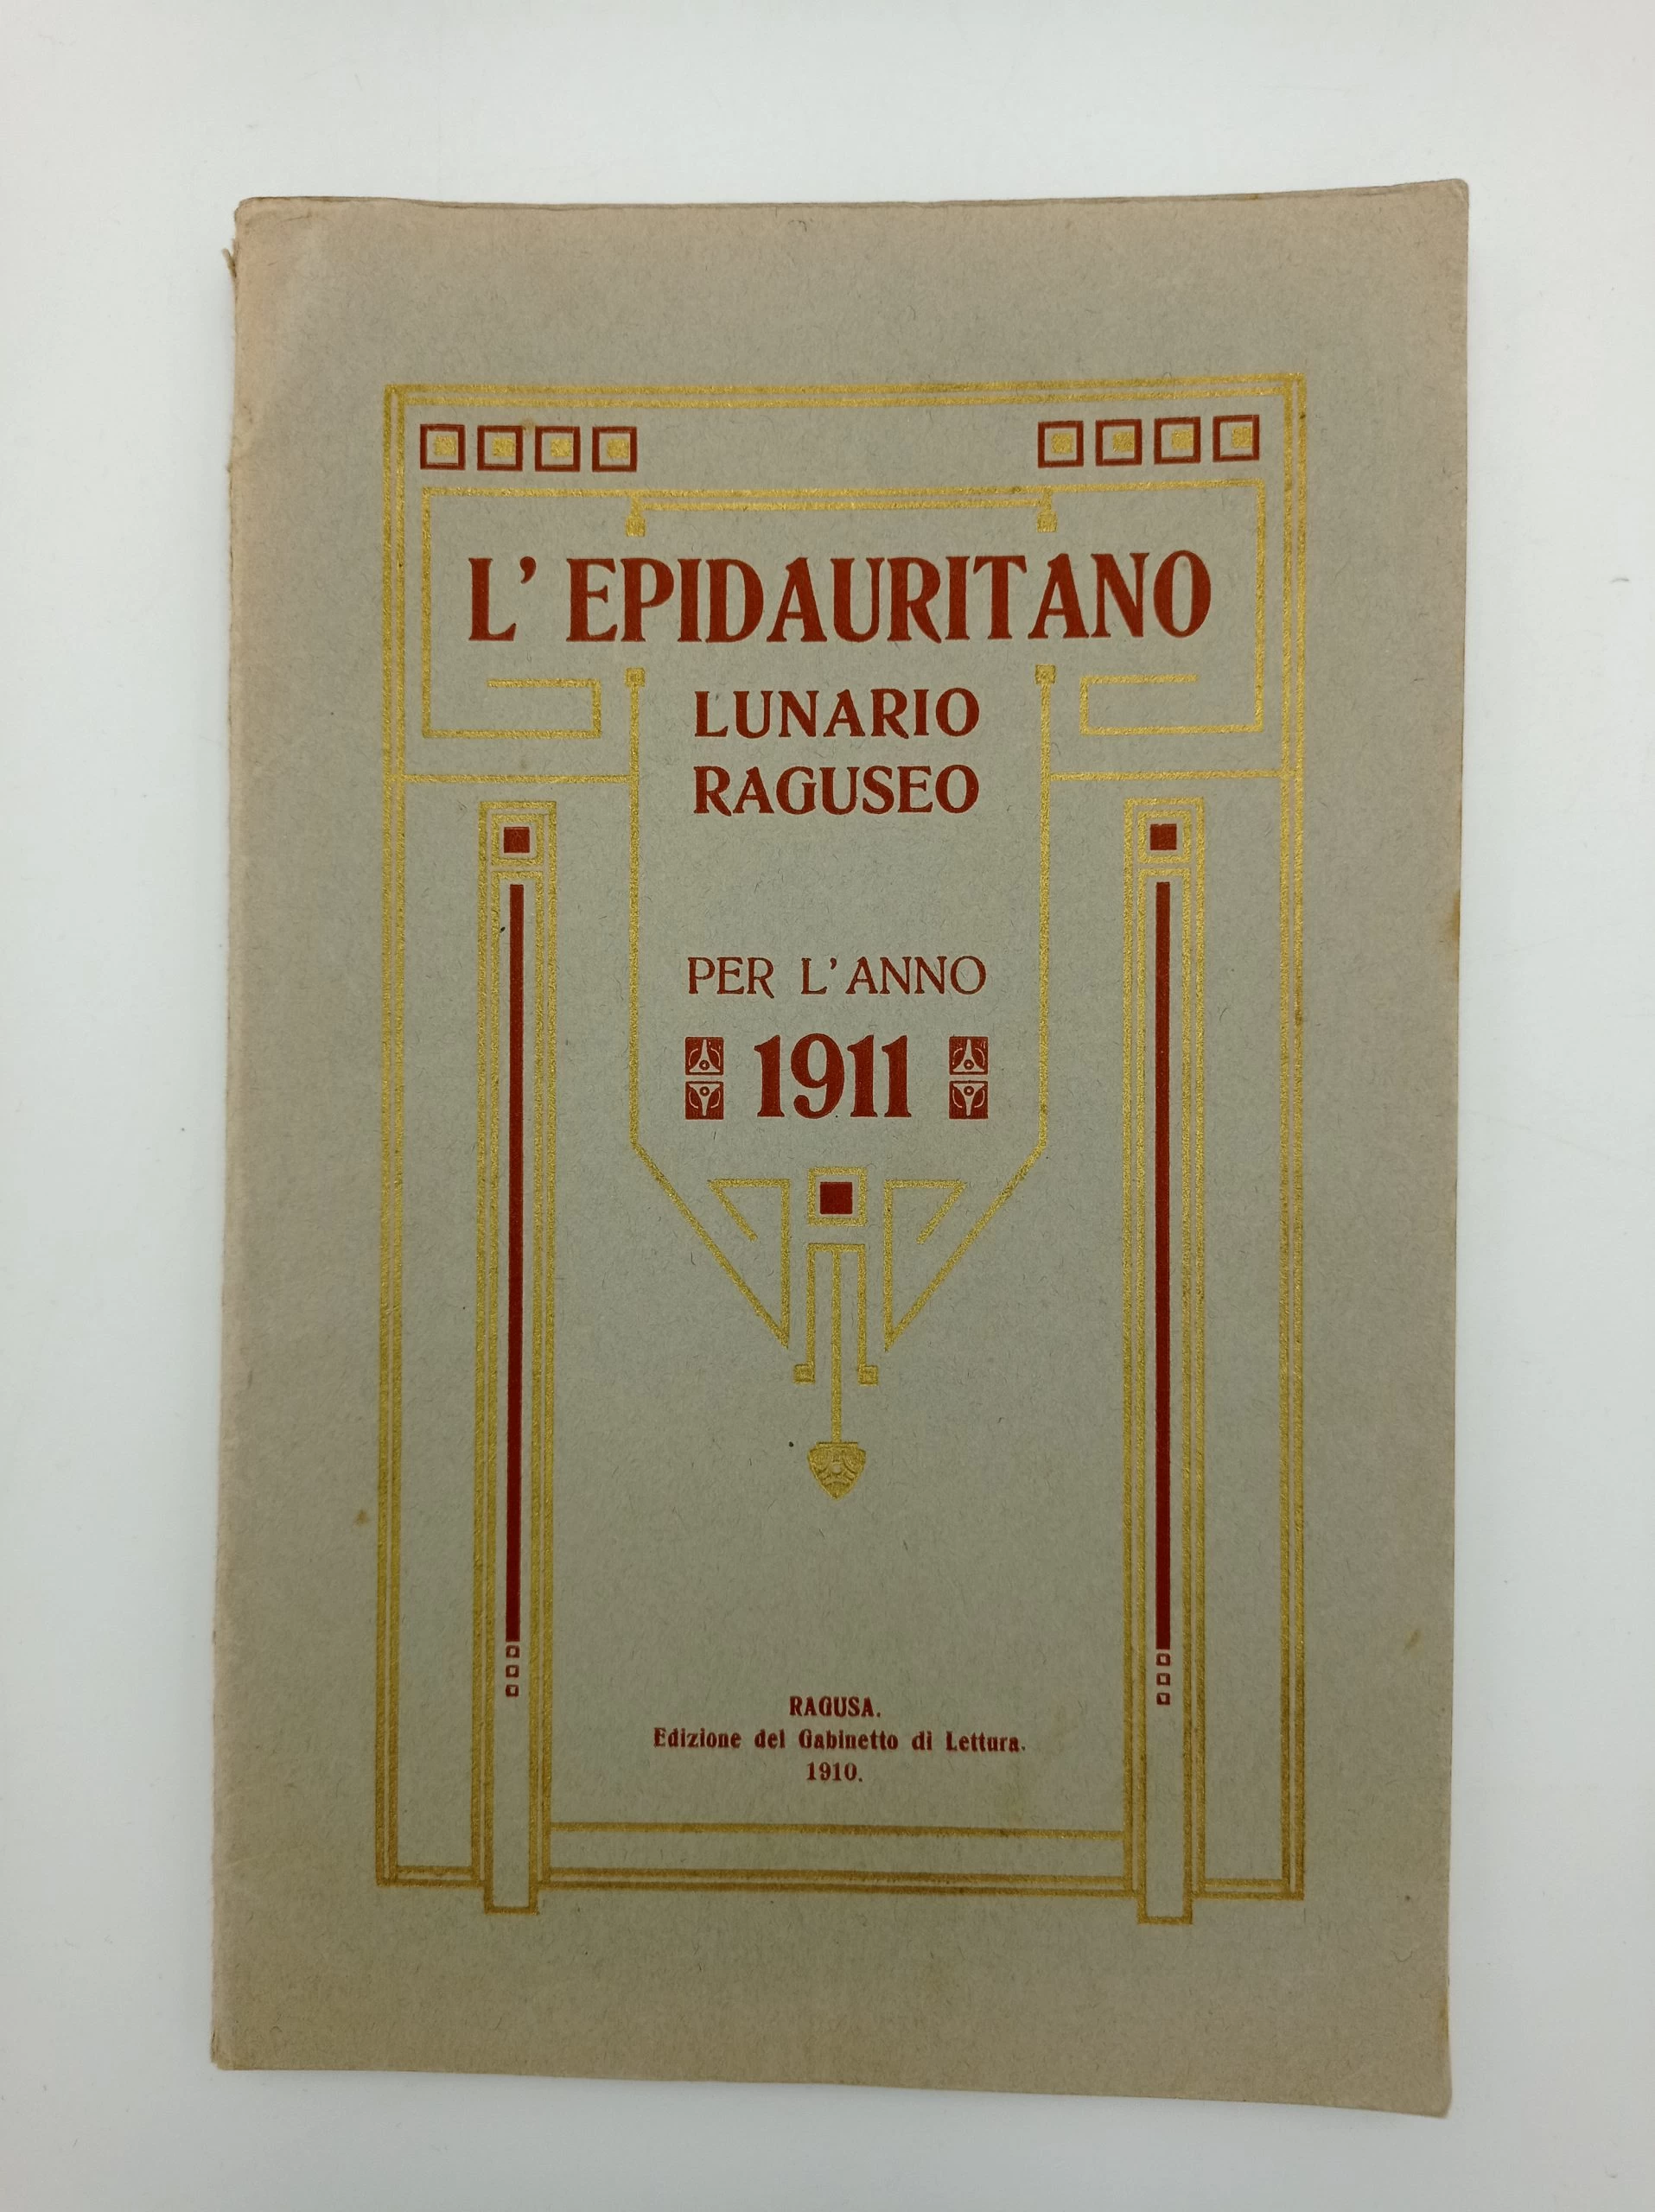 L' EPIDAURITANO
LUNARIO
RAGUSEO
PER L'ANNO
1911
RAGUSA.
Edizione del Gabinetto di Lettura.
1910.